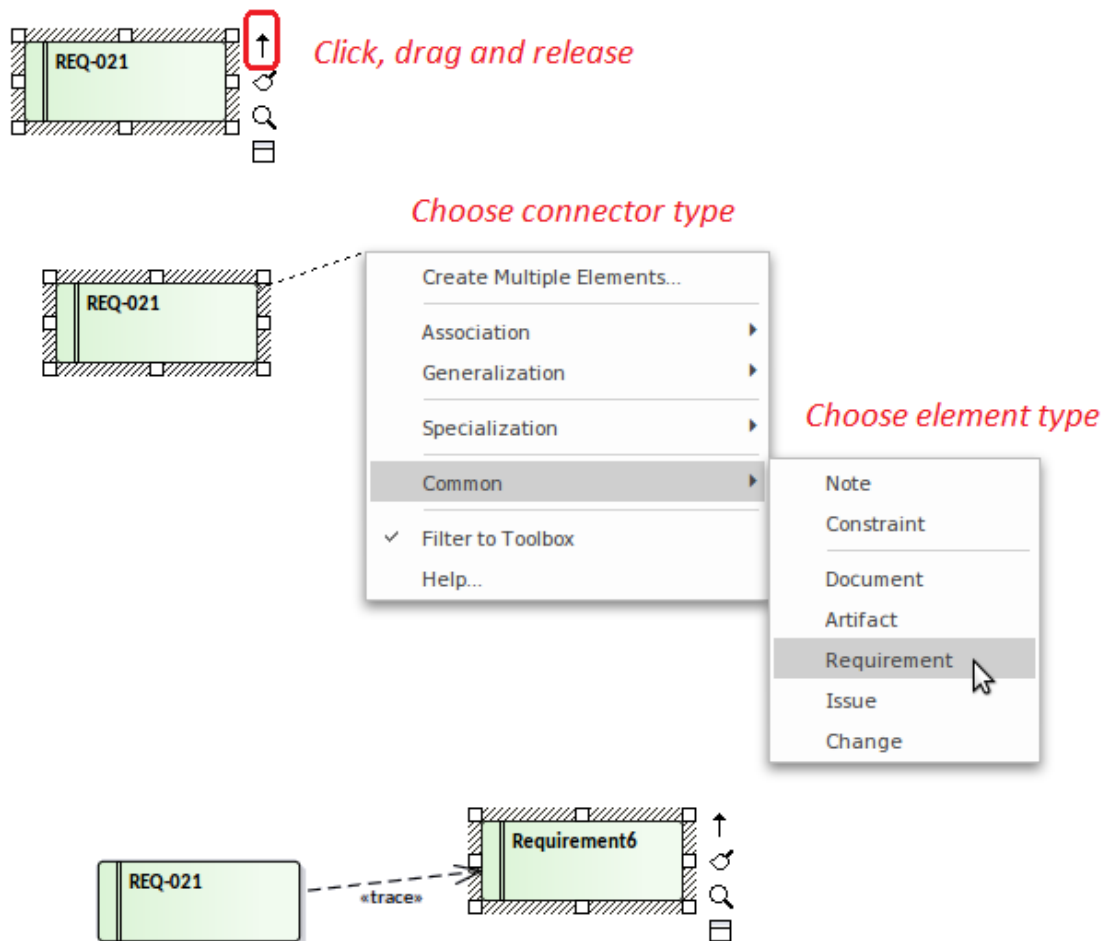 REQ-021
Click, drag and release
Choose connector type
REQ-021
Create Multiple Elements...
Association
Generalization
Specialization
Common
Filter to Toolbox
Help...
Choose element type
Note
Constraint
Document
Artifact
Requirement
Issue
Change
REQ-021
«trace»
Requirement6